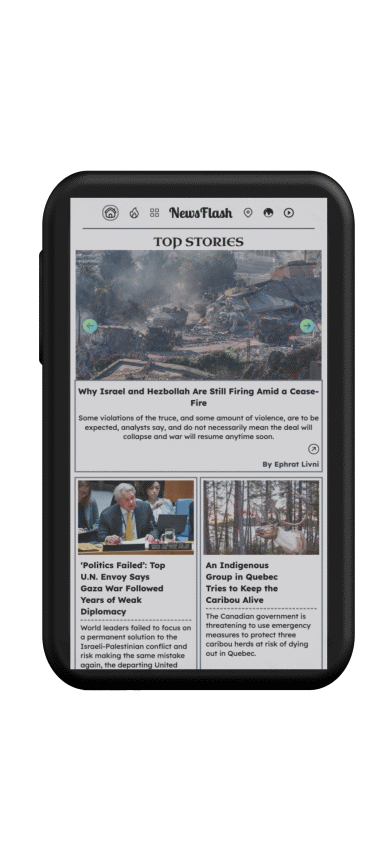 NewsFlash
TOP STORIES
Why Israel and Hezbollah Are Still Firing Amid a Cease-
Fire
Some violations of the truce, and some amount of violence, are to be
expected, analysts say, and do not necessarily mean the deal will
collapse and war will resume anytime soon.
By Ephrat Livni
‘Politics Failed’: Top
U.N. Envoy Says
Gaza War Followed
Years of Weak
Diplomacy
World leaders failed to focus on
a permanent solution to the
Israeli-Palestinian conflict and
risk making the same mistake
again, the departing United
An Indigenous
Group in Quebec
Tries to Keep the
Caribou Alive
The Canadian government is
threatening to use emergency
measures to protect three
caribou herds at risk of dying
out in Quebec.